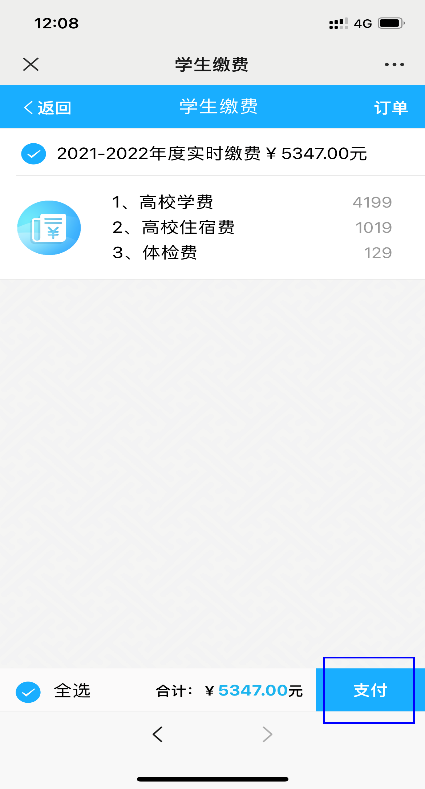 12:08 4G
学生缴费
返回 学生缴费 订单
2021-2022年度实时缴费￥5347.00元
1、高校学费 4199
2、高校住宿费 1019
3、体检费 129
￥
全选 合计：￥5347.00元 支付